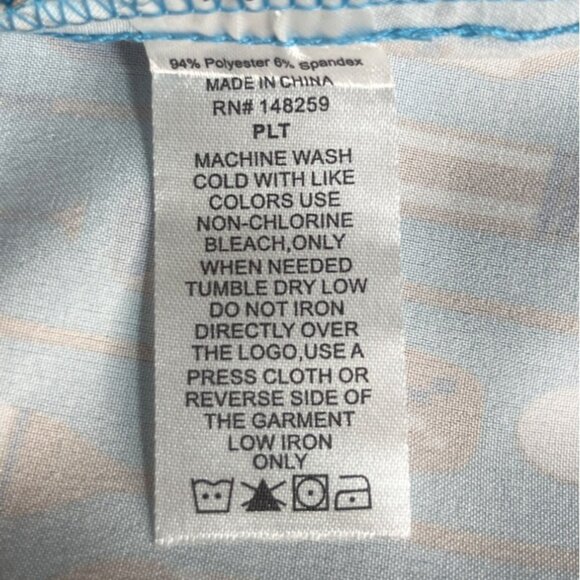 94% Polyester 6% Spandex
MADE IN CHINA
RN# 148259
PLT
MACHINE WASH
COLD WITH LIKE
COLORS USE
NON-CHLORINE
BLEACH,ONLY
WHEN NEEDED
TUMBLE DRY LOW
DO NOT IRON
DIRECTLY OVER
THE LOGO,USE A
PRESS CLOTH OR
REVERSE SIDE OF
THE GARMENT
LOW IRON
ONLY